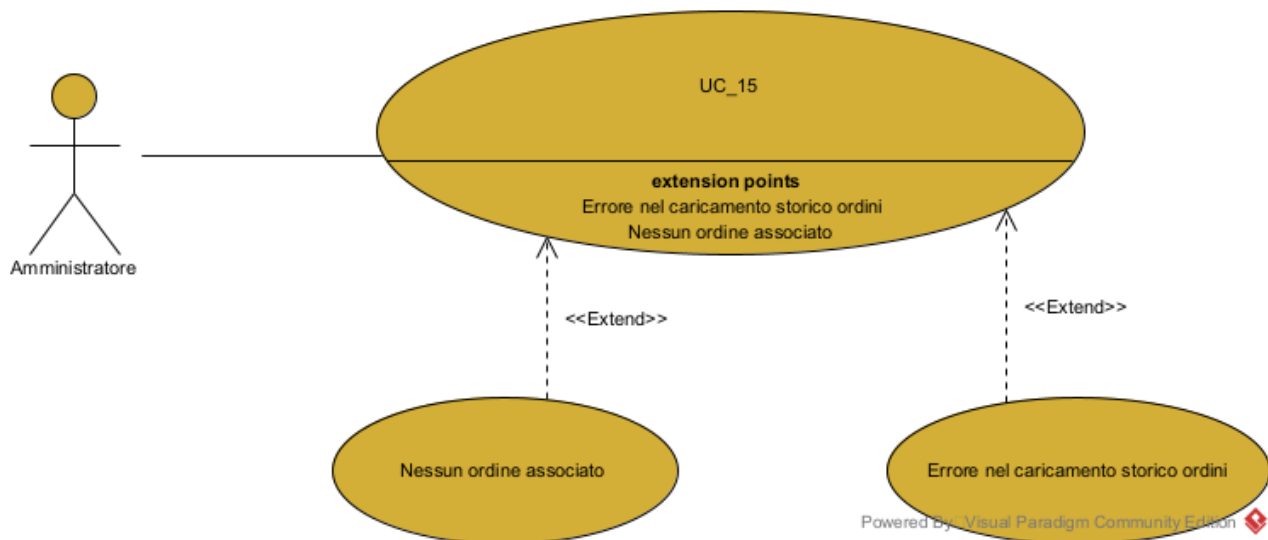 UC_15
extension points
Errore nel caricamento storico ordini
Nessun ordine associato
Amministratore
<<Extend>>
<<Extend>>
Nessun ordine associato
Errore nel caricamento storico ordini
Powered By Visual Paradigm Community Edition